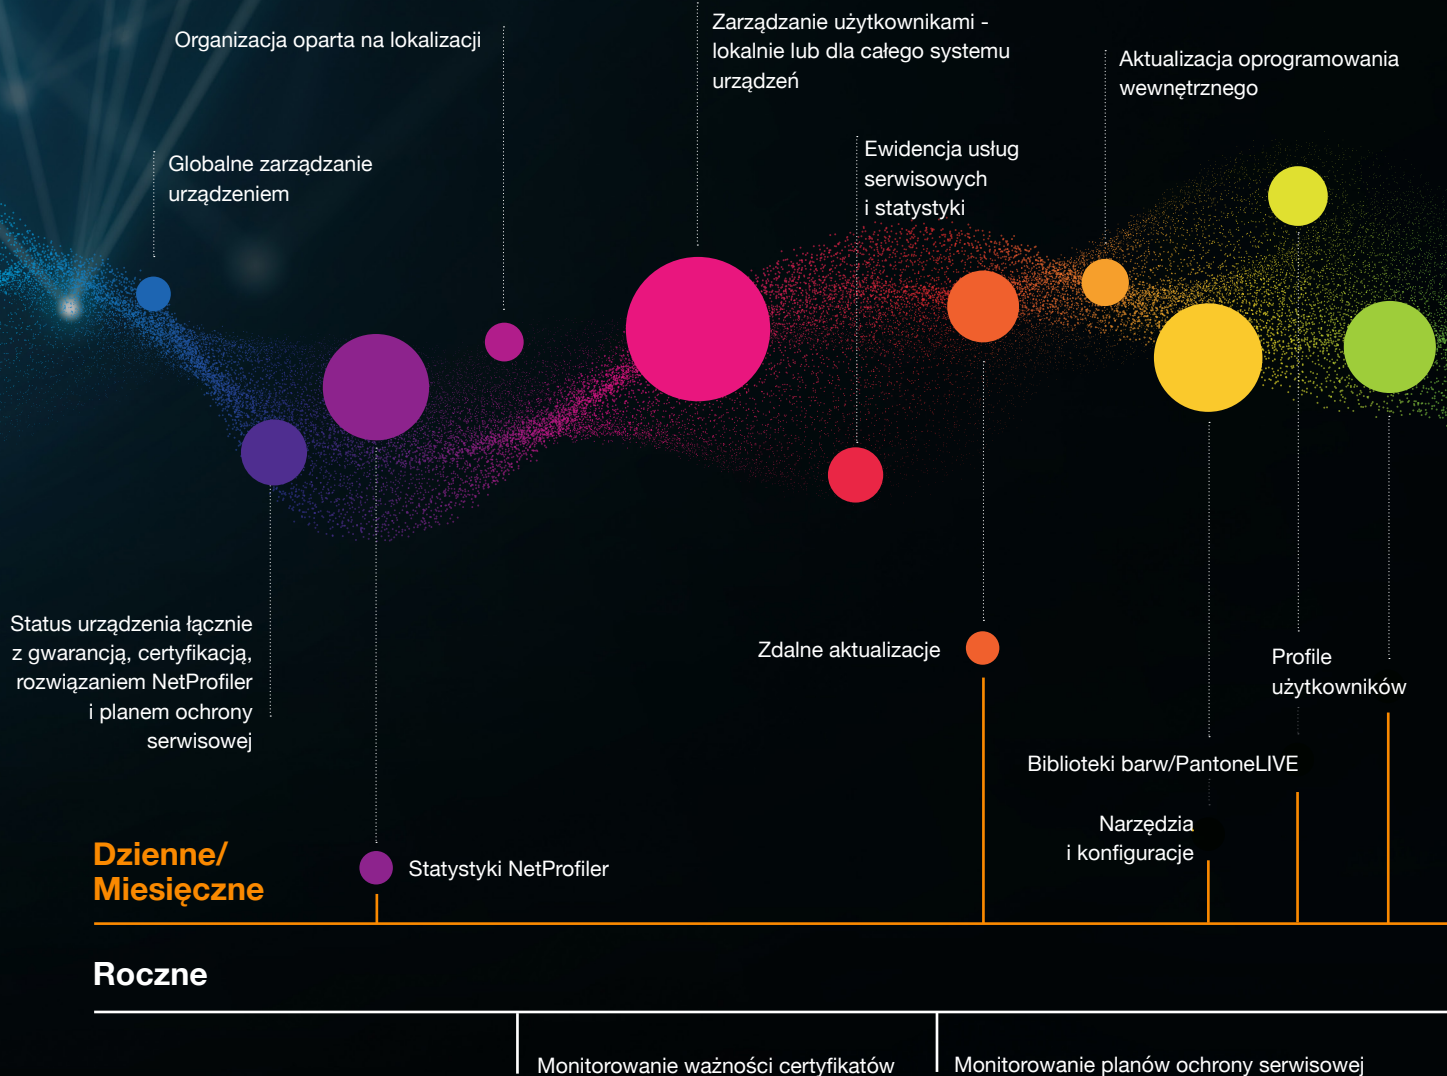 Organizacja oparta na lokalizacji
Zarządzanie użytkownikami -
lokalnie lub dla całego systemu
urządzeń
Aktualizacja oprogramowania
wewnętrznego
Globalne zarządzanie
urządzeniem
Ewidencja usług
serwisowych
i statystyki
Status urządzenia łącznie
z gwarancją, certyfikacją,
rozwiązaniem NetProfiler
i planem ochrony
serwisowej
Zdalne aktualizacje
Profile
użytkowników
Biblioteki barw/PantoneLIVE
Narzędzia
i konfiguracje
Statystyki NetProfiler
Dzienne/
Miesięczne
Roczne
Monitorowanie ważności certyfikatów
Monitorowanie planów ochrony serwisowej